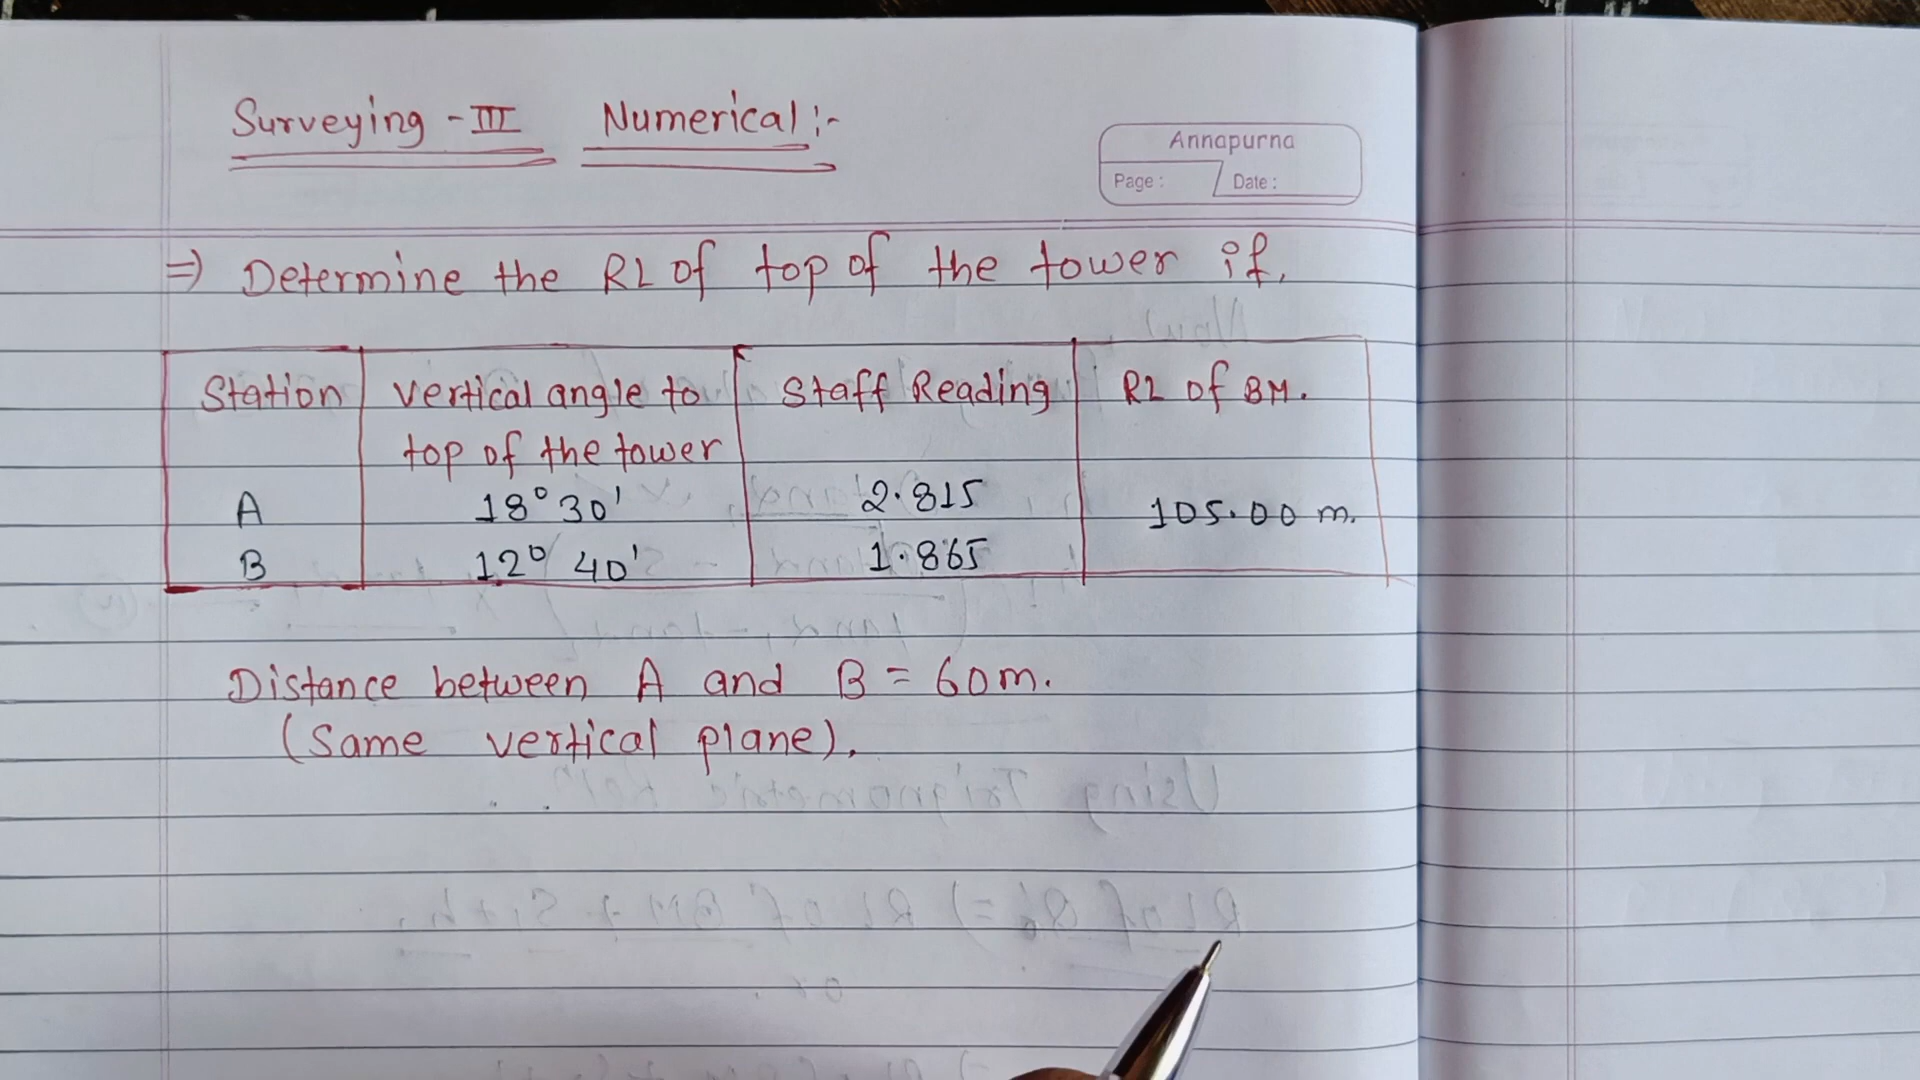 Surveying - III Numerical :-
Annapurna
Page : Date :
⇒ Determine the RL of top of the tower if,
Station Vertical angle to top of the tower Staff Reading RL of BM.
A 18° 30' 2.815 105.00 m.
B 12° 40' 1.865
Distance between A and B = 60m.
(Same vertical plane).